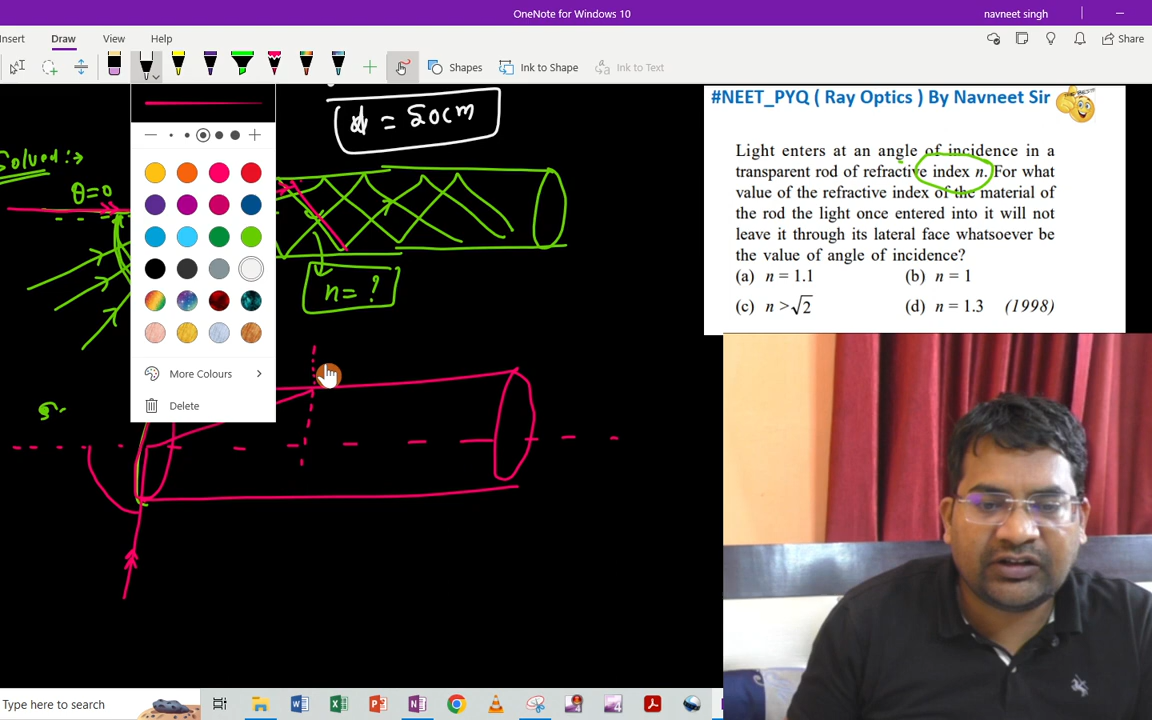 OneNote for Windows 10
navneet singh
Insert
Draw
View
Help
Shapes
Ink to Shape
Ink to Text
Share
d = 50cm
Solved :→
θ=0
n = ?
More Colours
Delete
#NEET_PYQ ( Ray Optics ) By Navneet Sir
Light enters at an angle of incidence in a
transparent rod of refractive index n. For what
value of the refractive index of the material of
the rod the light once entered into it will not
leave it through its lateral face whatsoever be
the value of angle of incidence?
(a) n = 1.1
(b) n = 1
(c) n >√2
(d) n = 1.3 (1998)
Type here to search